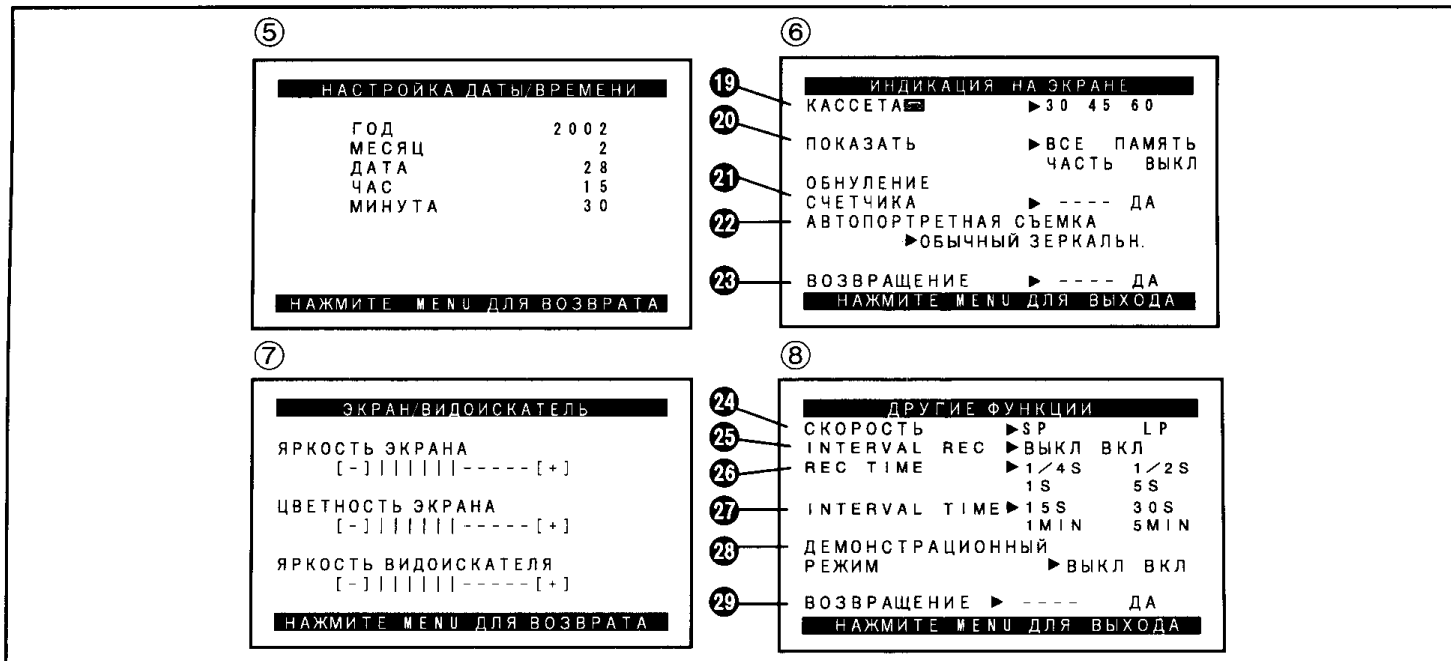 ⑤
НАСТРОЙКА ДАТЫ/ВРЕМЕНИ
ГОД 2002
МЕСЯЦ 2
ДАТА 28
ЧАС 15
МИНУТА 30
НАЖМИТЕ MENU ДЛЯ ВОЗВРАТА
⑥
ИНДИКАЦИЯ НА ЭКРАНЕ
19 КАССЕТА ▶30 45 60
20 ПОКАЗАТЬ ▶ВСЕ ПАМЯТЬ
ЧАСТЬ ВЫКЛ
ОБНУЛЕНИЕ
21 СЧЕТЧИКА ▶ ---- ДА
22 АВТОПОРТРЕТНАЯ СЪЕМКА
▶ОБЫЧНЫЙ ЗЕРКАЛЬН.
23 ВОЗВРАЩЕНИЕ ▶ ---- ДА
НАЖМИТЕ MENU ДЛЯ ВЫХОДА
⑦
ЭКРАН/ВИДОИСКАТЕЛЬ
ЯРКОСТЬ ЭКРАНА
[-]||||||-----[+]
ЦВЕТНОСТЬ ЭКРАНА
[-]||||||-----[+]
ЯРКОСТЬ ВИДОИСКАТЕЛЯ
[-]||||||-----[+]
НАЖМИТЕ MENU ДЛЯ ВОЗВРАТА
⑧
ДРУГИЕ ФУНКЦИИ
24 СКОРОСТЬ ▶SP LP
25 INTERVAL REC ▶ВЫКЛ ВКЛ
26 REC TIME ▶1/4S 1/2S
1S 5S
27 INTERVAL TIME▶15S 30S
1MIN 5MIN
28 ДЕМОНСТРАЦИОННЫЙ
РЕЖИМ ▶ВЫКЛ ВКЛ
29 ВОЗВРАЩЕНИЕ ▶ ---- ДА
НАЖМИТЕ MENU ДЛЯ ВЫХОДА